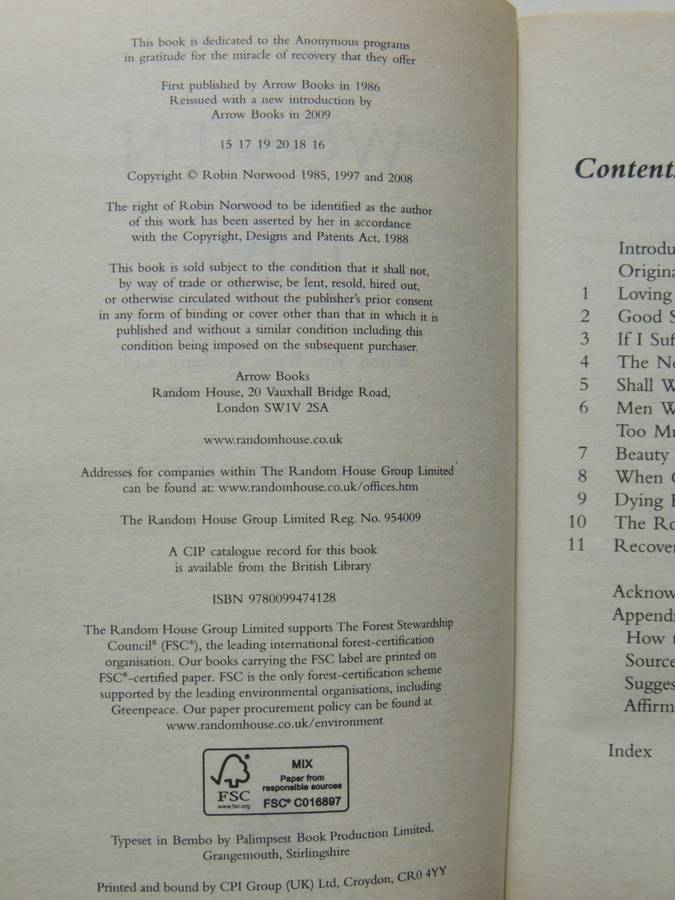 This book is dedicated to the Anonymous programs
in gratitude for the miracle of recovery that they offer
First published by Arrow Books in 1986
Reissued with a new introduction by
Arrow Books in 2009
15 17 19 20 18 16
Copyright © Robin Norwood 1985, 1997 and 2008
The right of Robin Norwood to be identified as the author
of this work has been asserted by her in accordance
with the Copyright, Designs and Patents Act, 1988
This book is sold subject to the condition that it shall not,
by way of trade or otherwise, be lent, resold, hired out,
or otherwise circulated without the publisher's prior consent
in any form of binding or cover other than that in which it is
published and without a similar condition including this
condition being imposed on the subsequent purchaser.
Arrow Books
Random House, 20 Vauxhall Bridge Road,
London SW1V 2SA
www.randomhouse.co.uk
Addresses for companies within The Random House Group Limited
can be found at: www.randomhouse.co.uk/offices.htm
The Random House Group Limited Reg. No. 954009
A CIP catalogue record for this book
is available from the British Library
ISBN 9780099474128
The Random House Group Limited supports The Forest Stewardship
Council® (FSC®), the leading international forest-certification
organisation. Our books carrying the FSC label are printed on
FSC®-certified paper. FSC is the only forest-certification scheme
supported by the leading environmental organisations, including
Greenpeace. Our paper procurement policy can be found at
www.randomhouse.co.uk/environment
FSC
www.fsc.org
MIX
Paper from
responsible sources
FSC® C016897
Typeset in Bembo by Palimpsest Book Production Limited,
Grangemouth, Stirlingshire
Printed and bound by CPI Group (UK) Ltd, Croydon, CR0 4YY
Contents
Introdu
Origina
1 Loving
2 Good S
3 If I Suf
4 The Ne
5 Shall W
6 Men W
Too Mu
7 Beauty
8 When C
9 Dying F
10 The Ro
11 Recover
Acknow
Appendi
How t
Source
Sugges
Affirm
Index